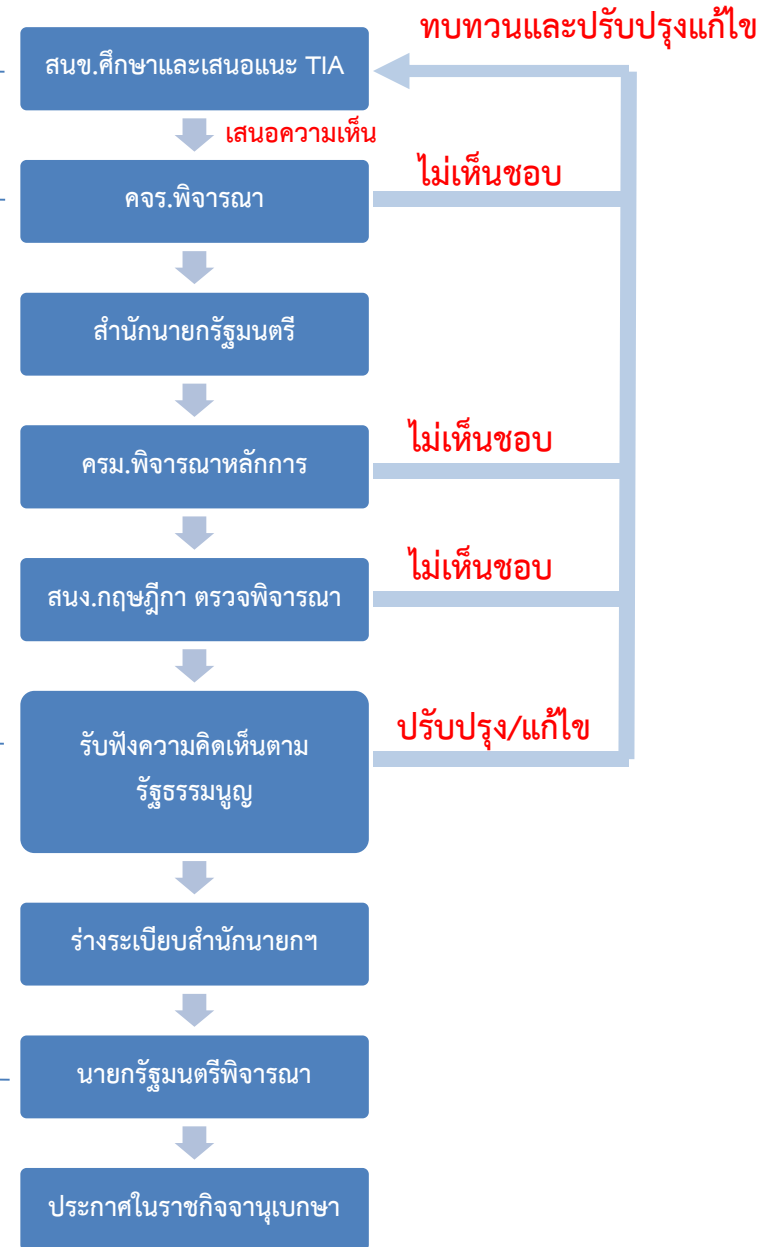 ทบทวนและปรับปรุงแก้ไข
สนข.ศึกษาและเสนอแนะ TIA
เสนอความเห็น
คจร.พิจารณา
ไม่เห็นชอบ
สำนักนายกรัฐมนตรี
ครม.พิจารณาหลักการ
ไม่เห็นชอบ
สนง.กฤษฎีกา ตรวจพิจารณา
ไม่เห็นชอบ
รับฟังความคิดเห็นตาม
รัฐธรรมนูญ
ปรับปรุง/แก้ไข
ร่างระเบียบสำนักนายกฯ
นายกรัฐมนตรีพิจารณา
ประกาศในราชกิจจานุเบกษา